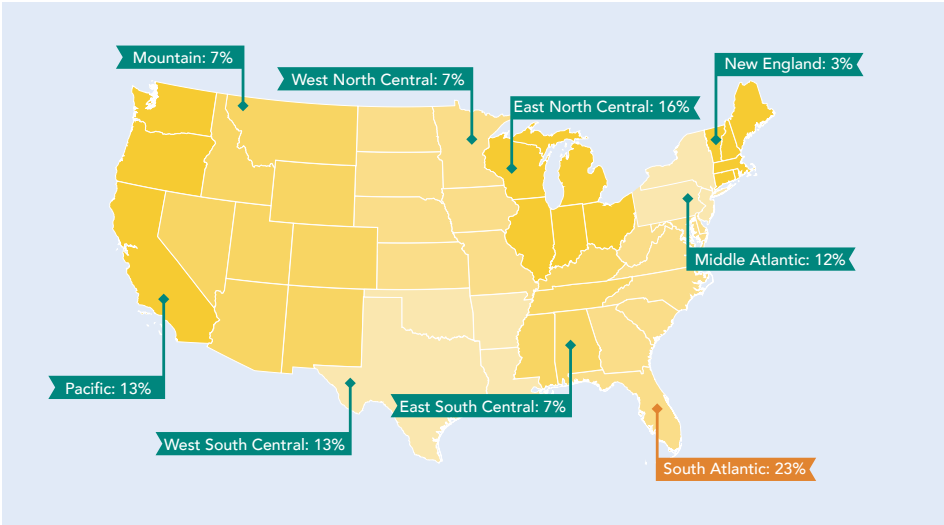 Mountain: 7%
New England: 3%
West North Central: 7%
East North Central: 16%
Middle Atlantic: 12%
Pacific: 13%
East South Central: 7%
West South Central: 13%
South Atlantic: 23%